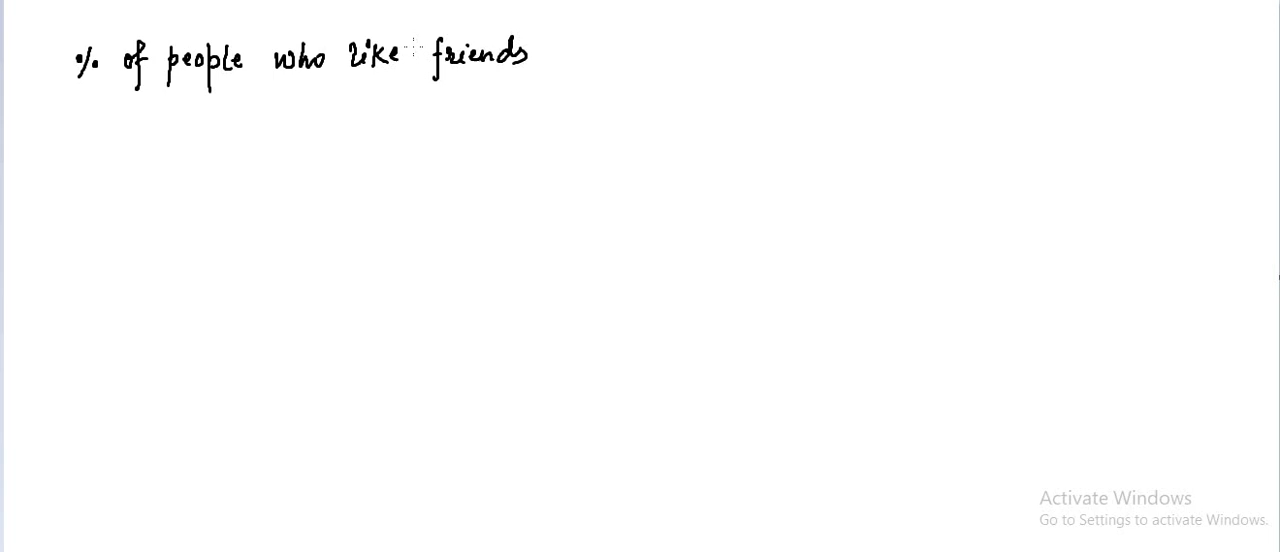 % of people who like friends
Activate Windows
Go to Settings to activate Windows.